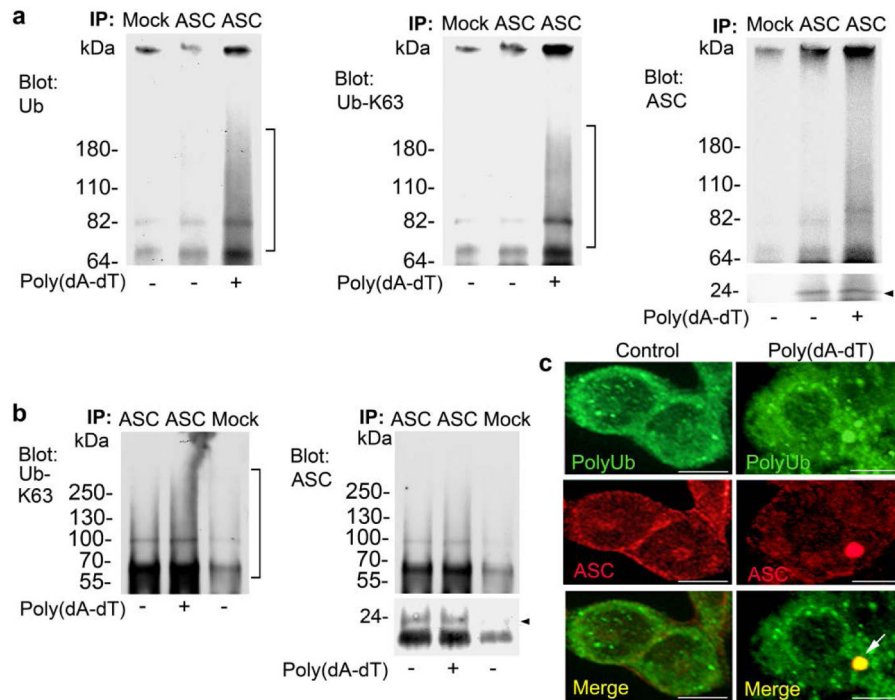 a
IP: Mock ASC ASC
kDa
Blot:
Ub
180-
110-
82-
64-
Poly(dA-dT) - - +
IP: Mock ASC ASC
kDa
Blot:
Ub-K63
180-
110-
82-
64-
Poly(dA-dT) - - +
IP: Mock ASC ASC
kDa
Blot:
ASC
180-
110-
82-
64-
24-
Poly(dA-dT) - - +
b
IP: ASC ASC Mock
kDa
Blot:
Ub-
K63
250-
130-
100-
70-
55-
Poly(dA-dT) - + -
IP: ASC ASC Mock
kDa
Blot:
ASC
250-
130-
100-
70-
55-
24-
Poly(dA-dT) - + -
c
Control Poly(dA-dT)
PolyUb PolyUb
ASC ASC
Merge Merge